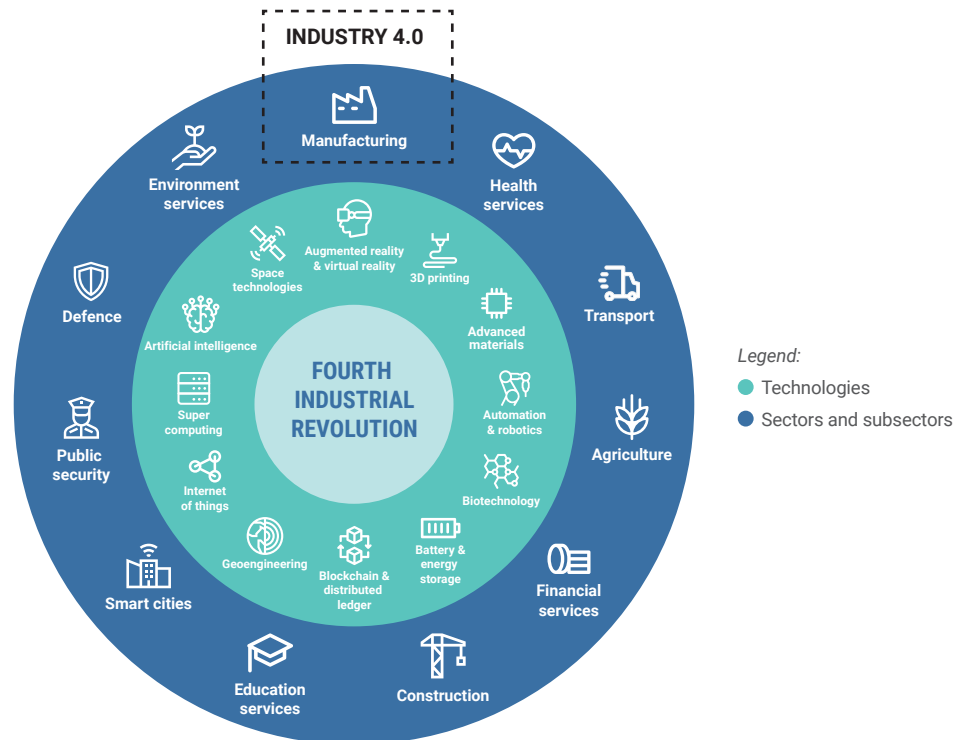 INDUSTRY 4.0
Manufacturing
Health
services
Transport
Agriculture
Financial
services
Construction
Education
services
Smart cities
Public
security
Defence
Environment
services
Augmented reality
& virtual reality
3D printing
Advanced
materials
Automation
& robotics
Biotechnology
Battery &
energy
storage
Blockchain &
distributed
ledger
Geoengineering
Internet
of things
Super
computing
Artificial intelligence
Space
technologies
FOURTH
INDUSTRIAL
REVOLUTION
Legend:
Technologies
Sectors and subsectors